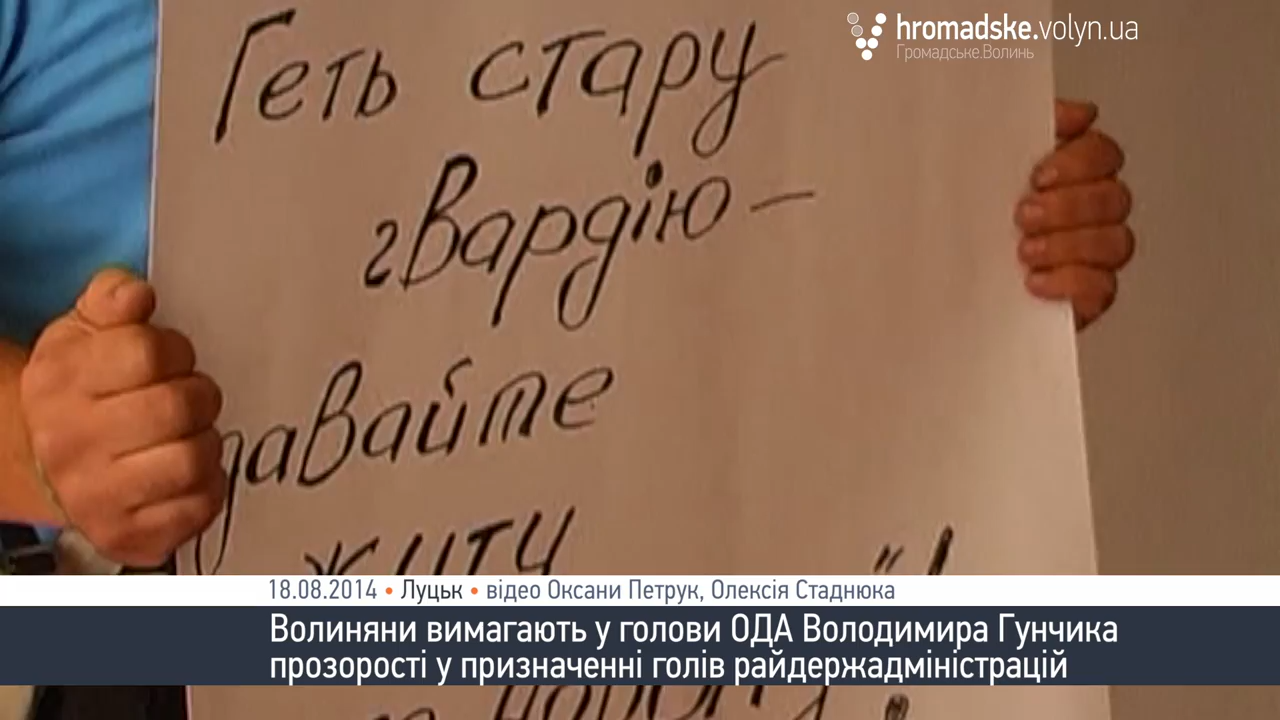 hromadske.volyn.ua
Громадське.Волинь
Геть стару
гвардію –
давайте
жити "!
18.08.2014 • Луцьк • відео Оксани Петрук, Олексія Стаднюка
Волиняни вимагають у голови ОДА Володимира Гунчика
прозорості у призначенні голів райдержадміністрацій